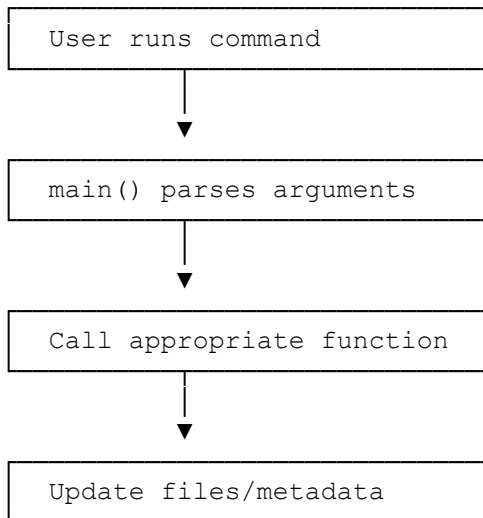 User runs command
main() parses arguments
Call appropriate function
Update files/metadata